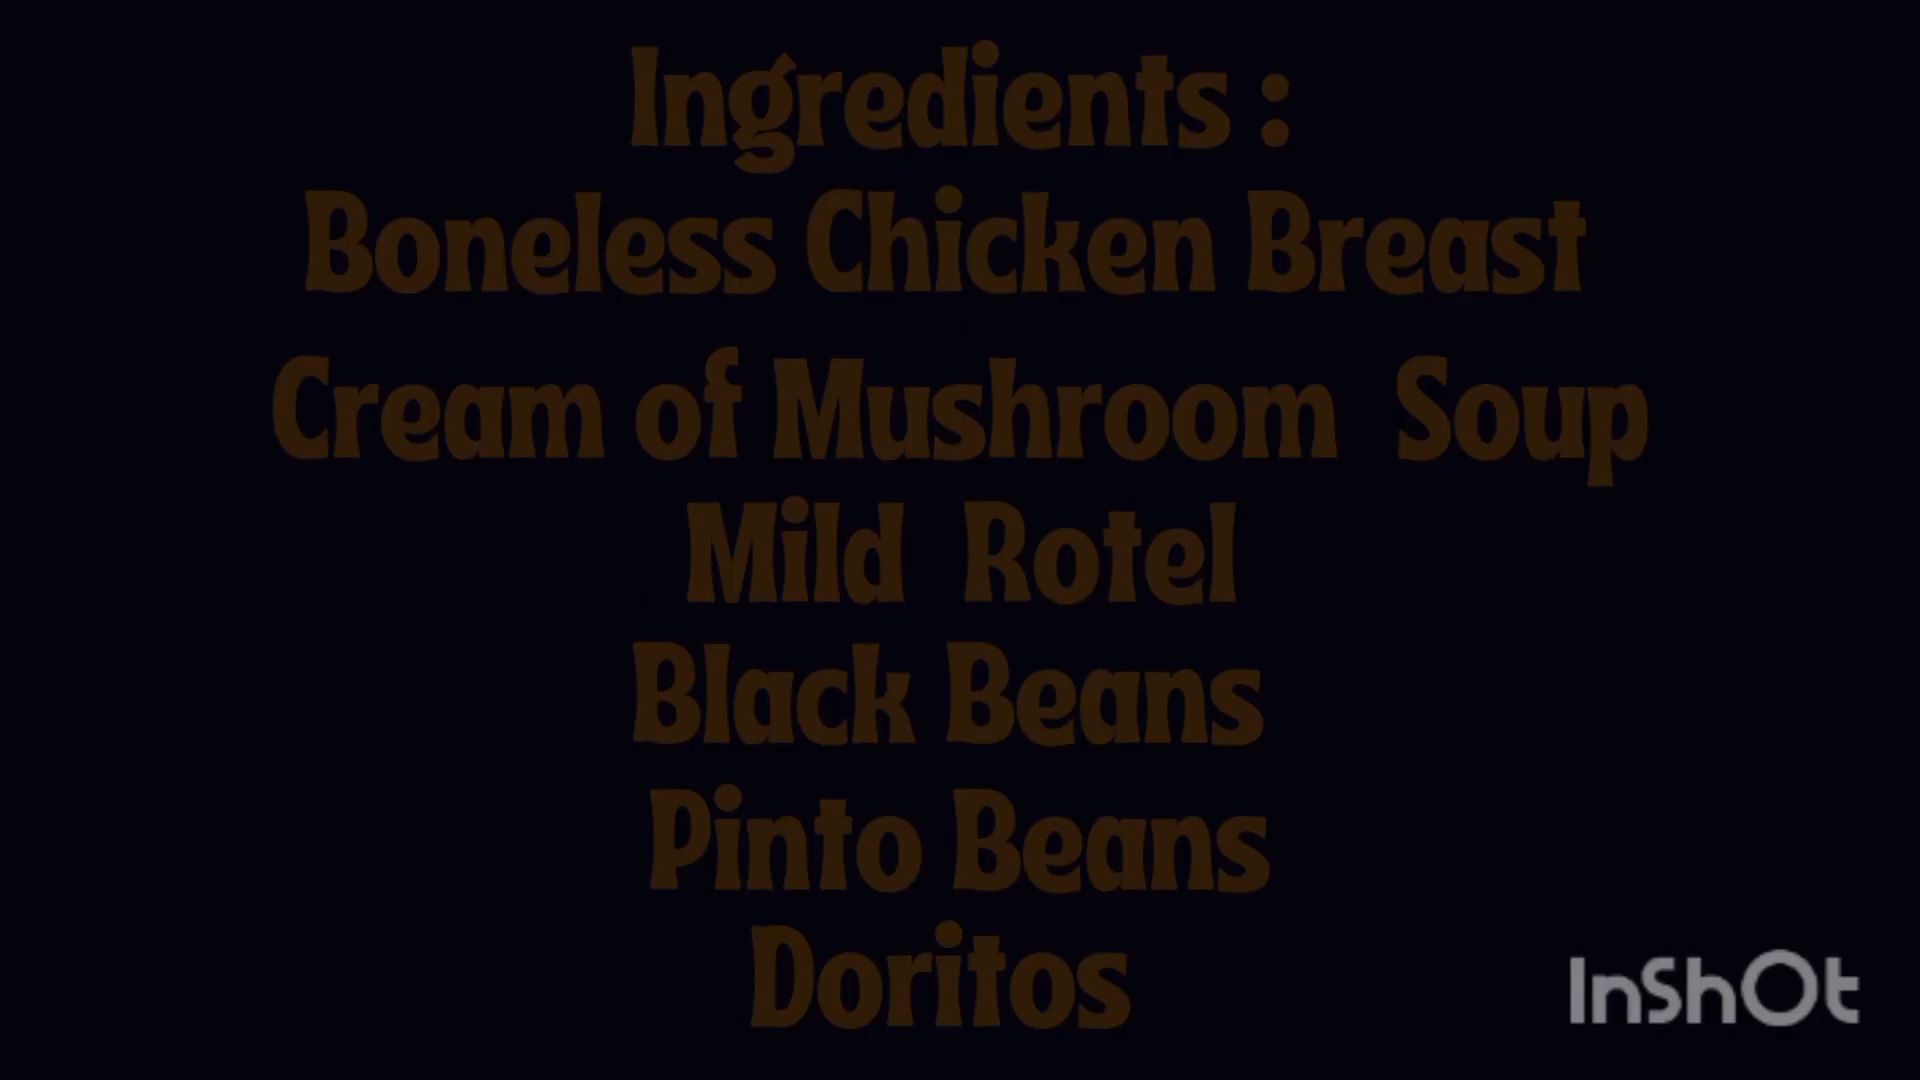 Ingredients :
Boneless Chicken Breast
Cream of Mushroom Soup
Mild Rotel
Black Beans
Pinto Beans
Doritos
InShOt